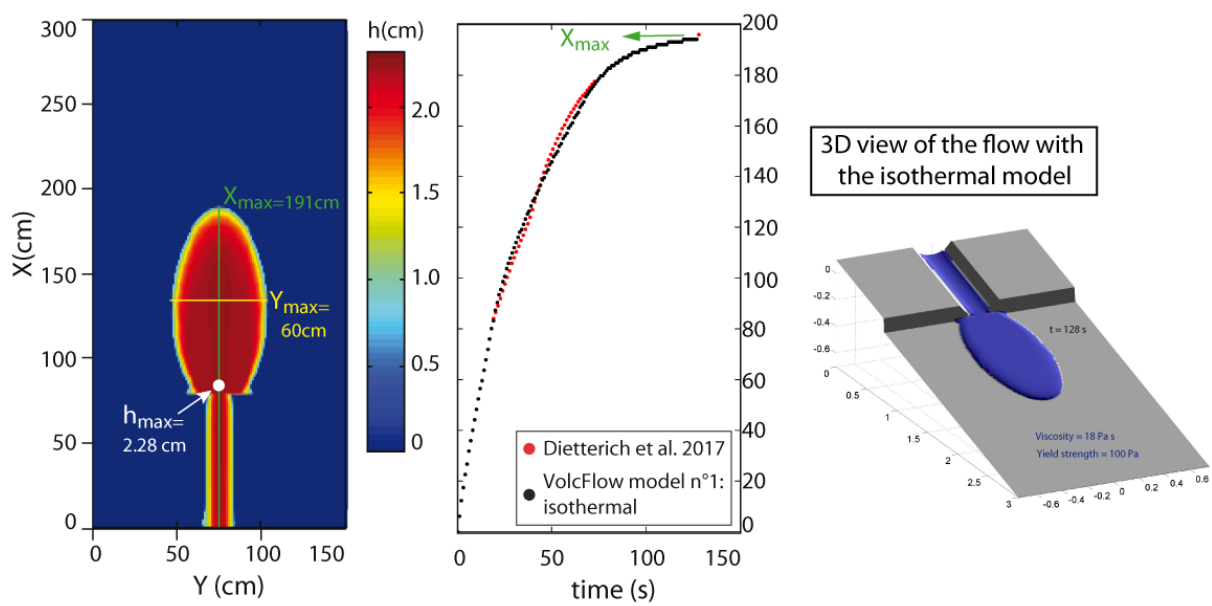 300
250
200
150
100
50
0
X(cm)
0
50
100
150
Y (cm)
Xmax=191cm
Ymax=
60cm
hmax=
2.28 cm
h(cm)
2.0
1.5
1.0
0.5
0
Xmax
200
180
160
140
120
100
80
60
40
20
0
Dietterich et al. 2017
VolcFlow model n°1:
isothermal
0
50
100
150
time (s)
3D view of the flow with
the isothermal model
0
-0.2
-0.4
-0.6
0
0.5
1
1.5
2
2.5
3
-0.6
-0.4
-0.2
0
0.2
0.4
0.6
t = 128 s
Viscosity = 18 Pa s
Yield strength = 100 Pa